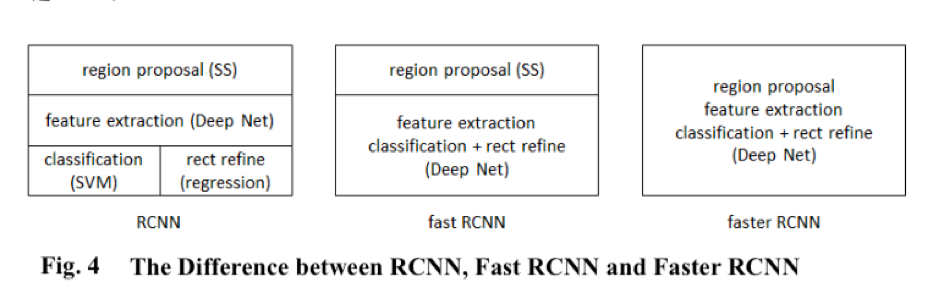 region proposal (SS)
feature extraction (Deep Net)
classification
(SVM)
rect refine
(regression)
RCNN
region proposal (SS)
feature extraction
classification + rect refine
(Deep Net)
fast RCNN
region proposal
feature extraction
classification + rect refine
(Deep Net)
faster RCNN
Fig. 4 The Difference between RCNN, Fast RCNN and Faster RCNN